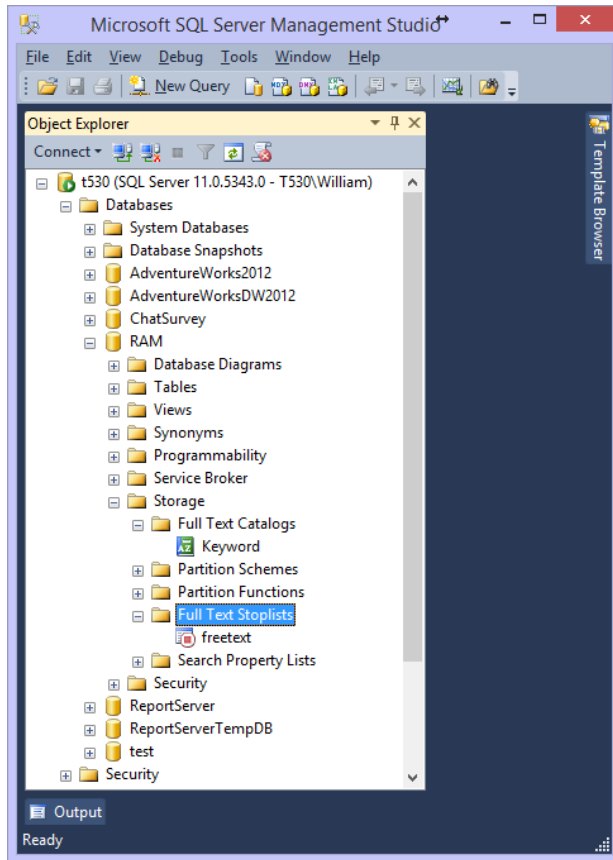 Microsoft SQL Server Management Studio
File Edit View Debug Tools Window Help
New Query
Object Explorer
Connect
t530 (SQL Server 11.0.5343.0 - T530\William)
Databases
System Databases
Database Snapshots
AdventureWorks2012
AdventureWorksDW2012
ChatSurvey
RAM
Database Diagrams
Tables
Views
Synonyms
Programmability
Service Broker
Storage
Full Text Catalogs
Keyword
Partition Schemes
Partition Functions
Full Text Stoplists
freetext
Search Property Lists
Security
ReportServer
ReportServerTempDB
test
Security
Template Browser
Output
Ready